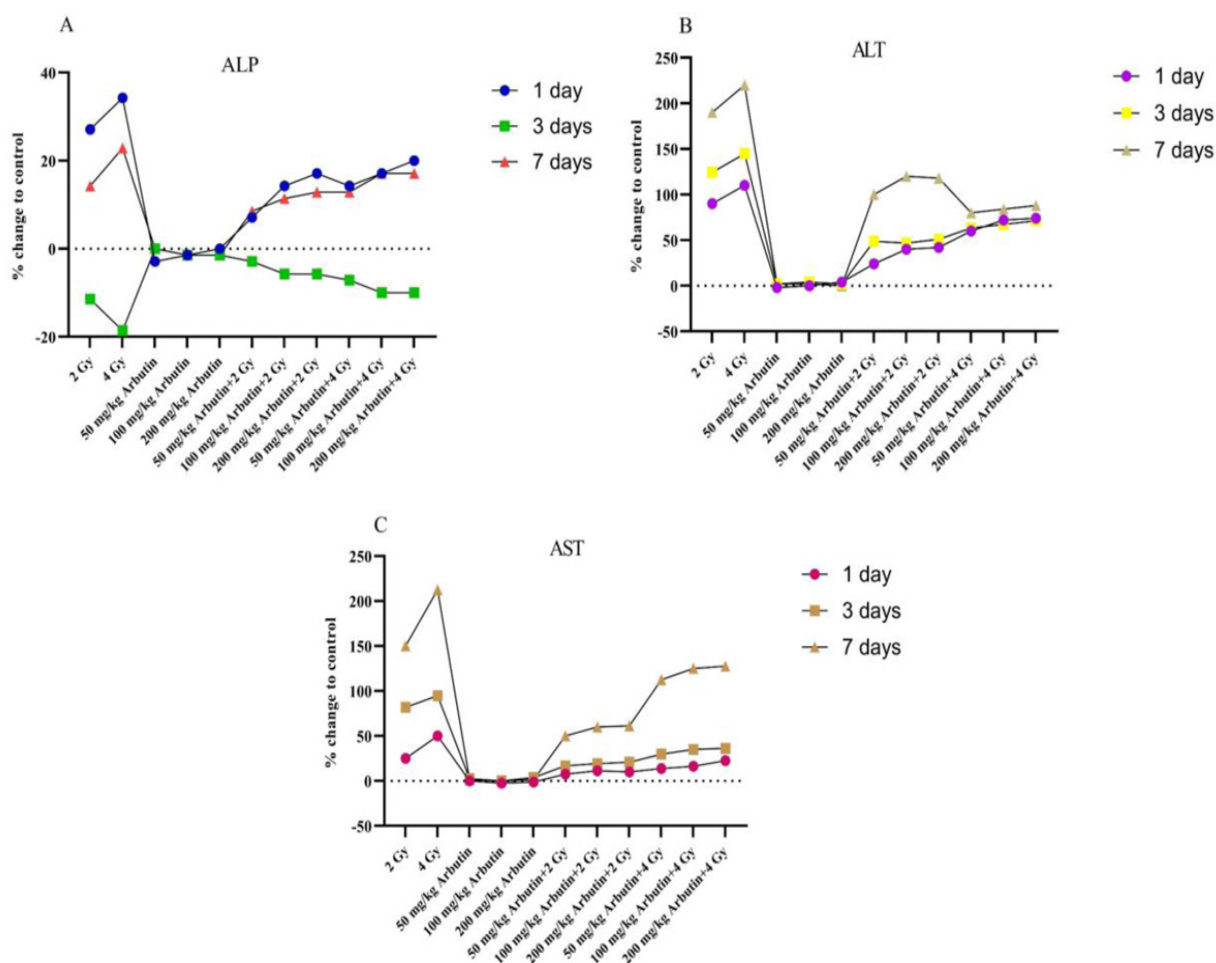 A
ALP
% change to control
40
20
0
-20
1 day
3 days
7 days
2 Gy
4 Gy
50 mg/kg Arbutin
100 mg/kg Arbutin
200 mg/kg Arbutin
50 mg/kg Arbutin+2 Gy
100 mg/kg Arbutin+2 Gy
200 mg/kg Arbutin+2 Gy
50 mg/kg Arbutin+4 Gy
100 mg/kg Arbutin+4 Gy
200 mg/kg Arbutin+4 Gy
B
ALT
% change to control
250
200
150
100
50
0
-50
1 day
3 days
7 days
2 Gy
4 Gy
50 mg/kg Arbutin
100 mg/kg Arbutin
200 mg/kg Arbutin
50 mg/kg Arbutin+2 Gy
100 mg/kg Arbutin+2 Gy
200 mg/kg Arbutin+2 Gy
50 mg/kg Arbutin+4 Gy
100 mg/kg Arbutin+4 Gy
200 mg/kg Arbutin+4 Gy
C
AST
% change to control
250
200
150
100
50
0
-50
1 day
3 days
7 days
2 Gy
4 Gy
50 mg/kg Arbutin
100 mg/kg Arbutin
200 mg/kg Arbutin
50 mg/kg Arbutin+2 Gy
100 mg/kg Arbutin+2 Gy
200 mg/kg Arbutin+2 Gy
50 mg/kg Arbutin+4 Gy
100 mg/kg Arbutin+4 Gy
200 mg/kg Arbutin+4 Gy